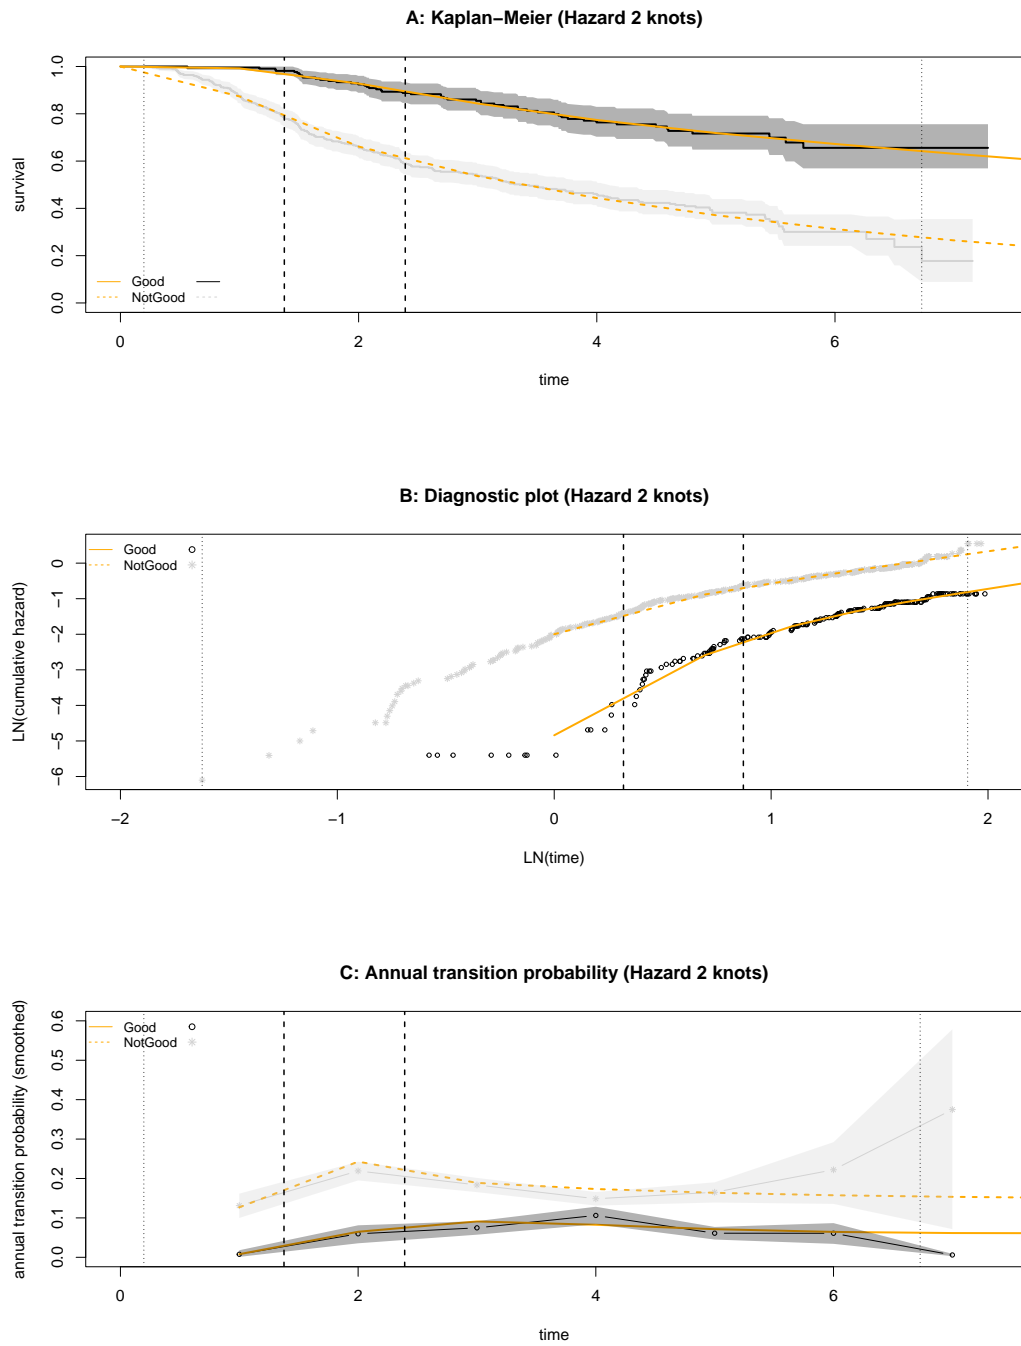 A: Kaplan−Meier (Hazard 2 knots)
survival
0.0 0.2 0.4 0.6 0.8 1.0
Good
NotGood
0 2 4 6
time
B: Diagnostic plot (Hazard 2 knots)
LN(cumulative hazard)
−6 −5 −4 −3 −2 −1 0
Good
NotGood
−2 −1 0 1 2
LN(time)
C: Annual transition probability (Hazard 2 knots)
annual transition probability (smoothed)
0.0 0.1 0.2 0.3 0.4 0.5 0.6
Good
NotGood
0 2 4 6
time